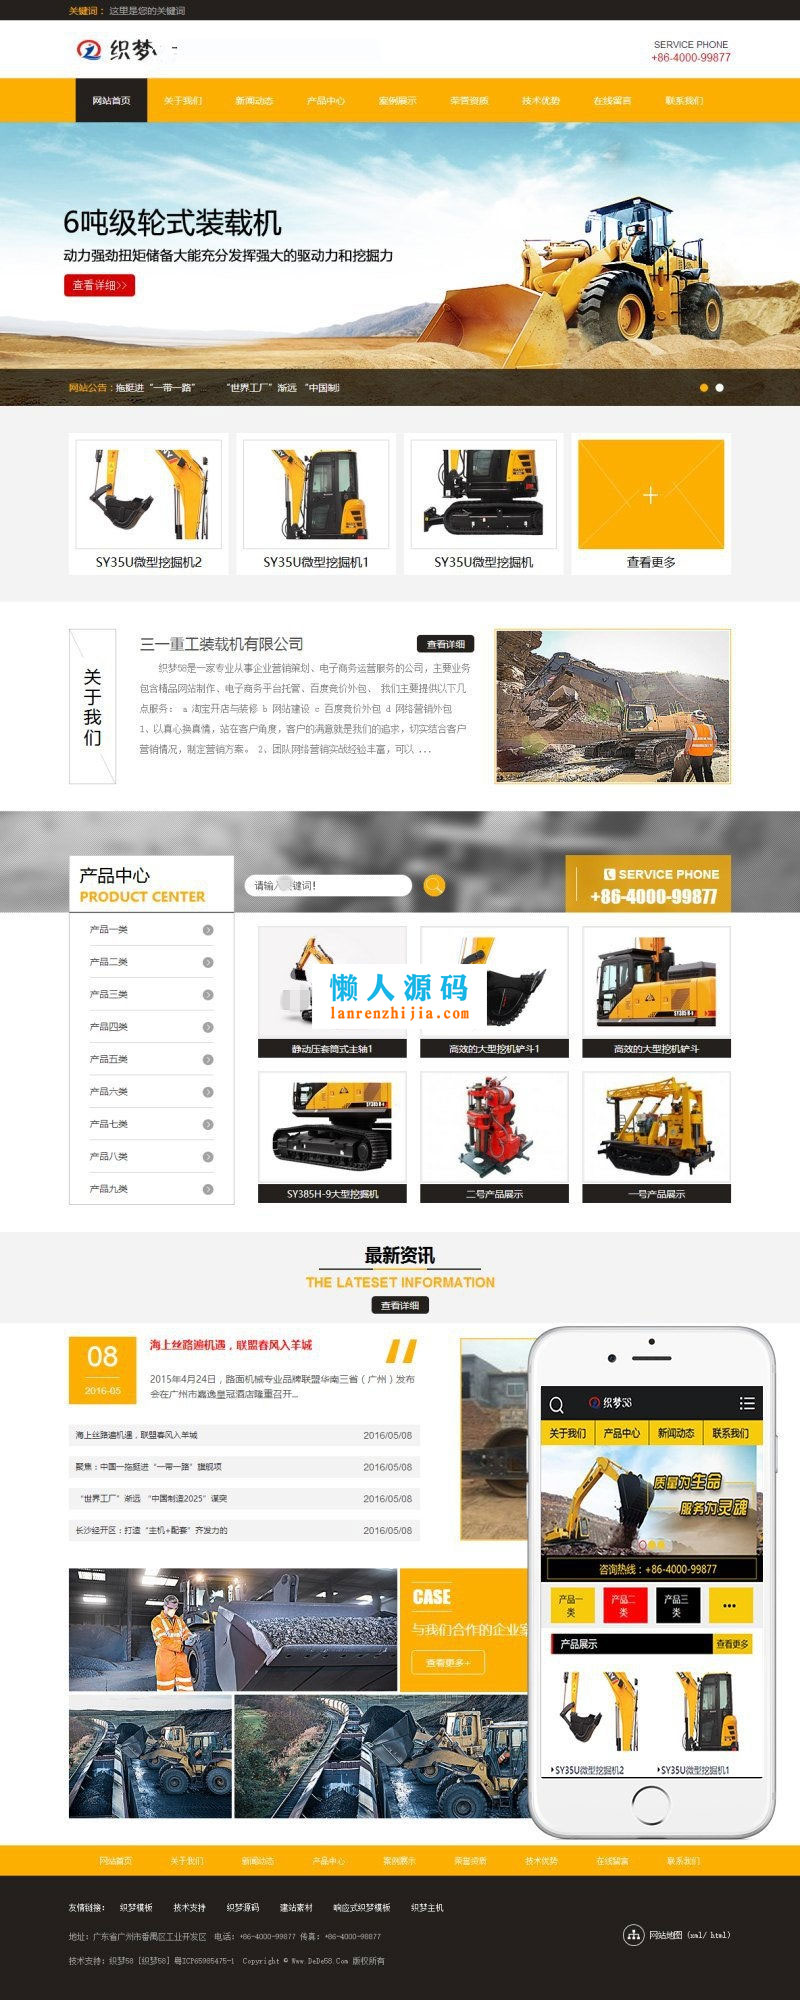 关键词： 这里是您的关键词
织梦 -
SERVICE PHONE
+86-4000-99877
网站首页 关于我们 新闻动态 产品中心 案例展示 荣誉资质 技术优势 在线留言 联系我们
6吨级轮式装载机
动力强劲扭矩储备大能充分发挥强大的驱动力和挖掘力
查看详细>>
网站公告：拖挺进“一带一路”... “世界工厂”渐远 “中国制
SY35U微型挖掘机2 SY35U微型挖掘机1 SY35U微型挖掘机 查看更多
关于我们
三一重工装载机有限公司 查看详细
织梦58是一家专业从事企业营销策划、电子商务运营服务的公司，主要业务
包含精品网站制作、电子商务平台托管、百度竞价外包、 我们主要提供以下几
点服务： a 淘宝开店与装修 b 网站建设 c 百度竞价外包 d 网络营销外包
1、以真心换真情，站在客户角度，客户的满意就是我们的追求，切实结合客户
营销情况，制定营销方案。 2、团队网络营销实战经验丰富，可以 ...
产品中心
PRODUCT CENTER
请输入 键词！
SERVICE PHONE
+86-4000-99877
产品一类
产品二类
产品三类
产品四类
产品五类
产品六类
产品七类
产品八类
产品九类
懒人源码
lanrenzhijia.com
静动压套筒式主轴1 高效的大型挖机铲斗1 高效的大型挖机铲斗
SY385H-9大型挖掘机 二号产品展示 一号产品展示
最新资讯
THE LATESET INFORMATION
查看详细
08
2016-05
海上丝路遍机遇，联盟春风入羊城
2015年4月24日，路面机械专业品牌联盟华南三省（广州）发布
会在广州市嘉逸皇冠酒店隆重召开...
海上丝路遍机遇，联盟春风入羊城 2016/05/08
聚焦：中国一拖挺进“一带一路”旗舰项 2016/05/08
“世界工厂”渐远 “中国制造2025”谋突 2016/05/08
长沙经开区：打造“主机+配套”齐发力的 2016/05/08
CASE
与我们合作的企业案
查看更多+
织梦58
关于我们 产品中心 新闻动态 联系我们
质量为生命
服务为灵魂
咨询热线：+86-4000-99877
产品一类 产品二类 产品三类 •••
产品展示 查看更多
SY35U微型挖掘机2 SY35U微型挖掘机1
网站首页 关于我们 新闻动态 产品中心 案例展示 荣誉资质 技术优势 在线留言 联系我们
友情链接： 织梦模板 技术支持 织梦源码 建站素材 响应式织梦模板 织梦主机
地址：广东省广州市番禺区工业开发区 电话：+86-4000-99877 传真：+86-4000-98877
技术支持：织梦58 [织梦58] 粤ICP65985475-1 Copyright © Www.DeDe58.Com 版权所有
网站地图 (xml/ html)